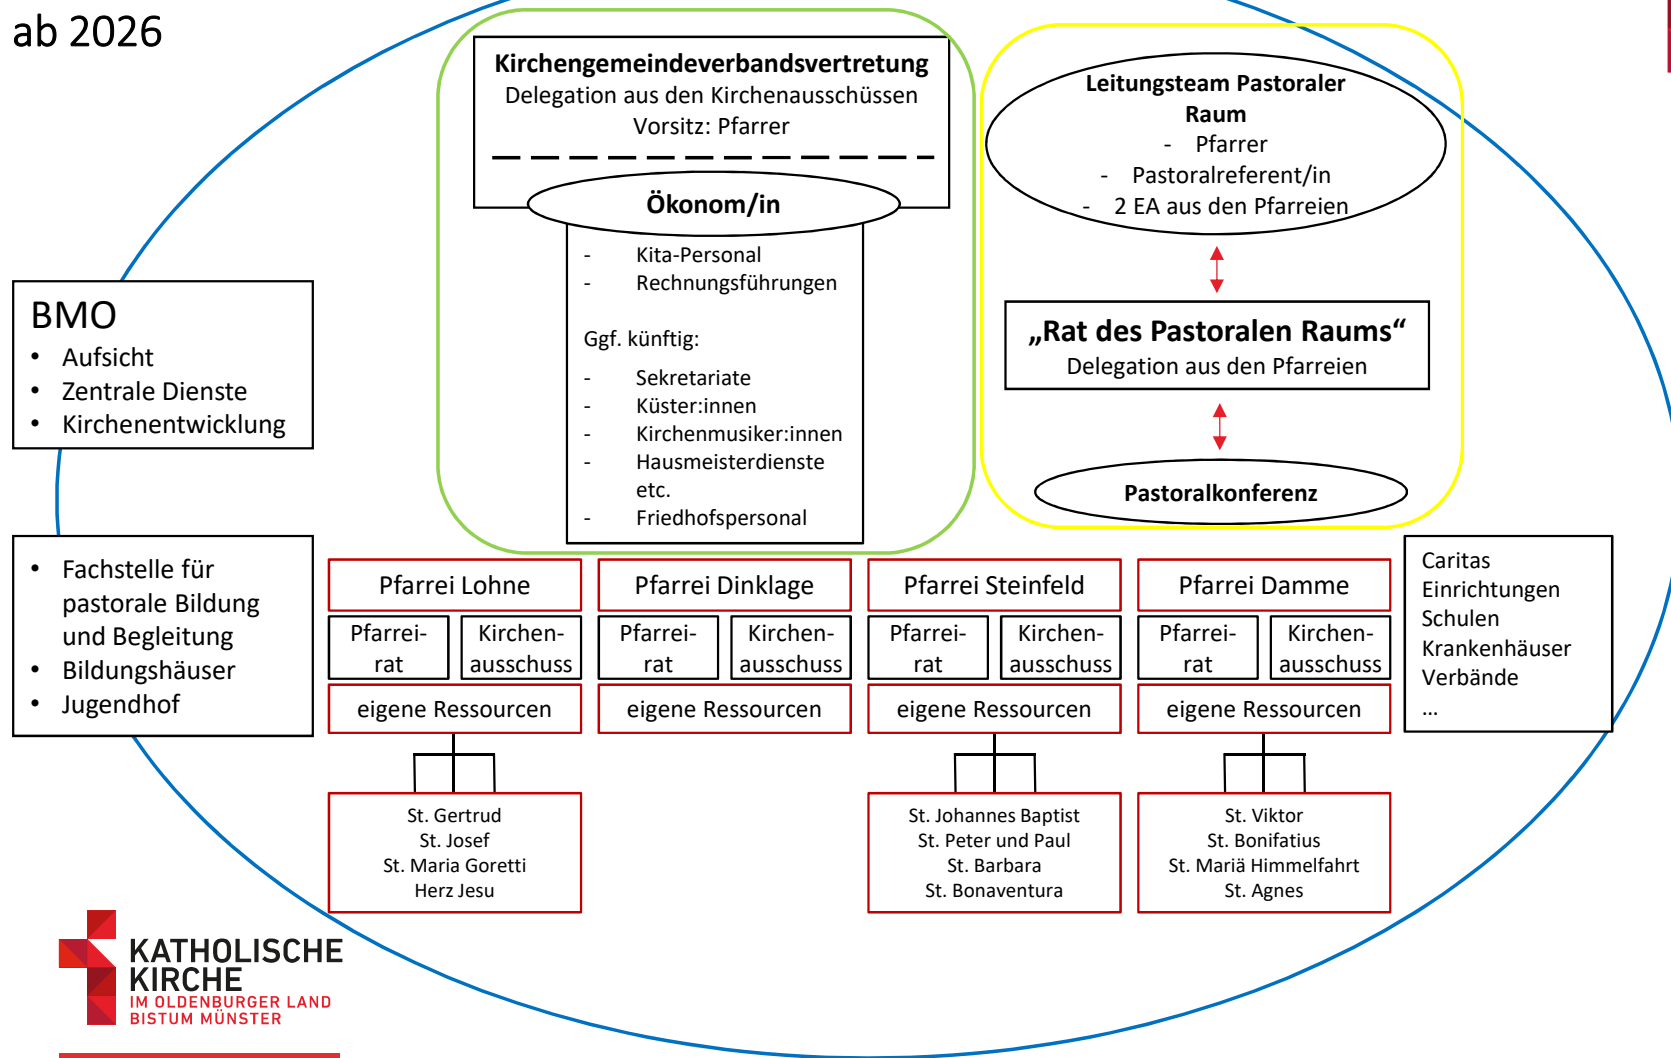 ab 2026
Kirchengemeindeverbandsvertretung
Delegation aus den Kirchenausschüssen
Vorsitz: Pfarrer
Ökonom/in
- Kita-Personal
- Rechnungsführungen
Ggf. künftig:
- Sekretariate
- Küster:innen
- Kirchenmusiker:innen
- Hausmeisterdienste
etc.
- Friedhofspersonal
Leitungsteam Pastoraler
Raum
- Pfarrer
- Pastoralreferent/in
- 2 EA aus den Pfarreien
„Rat des Pastoralen Raums“
Delegation aus den Pfarreien
Pastoralkonferenz
BMO
• Aufsicht
• Zentrale Dienste
• Kirchenentwicklung
• Fachstelle für
pastorale Bildung
und Begleitung
• Bildungshäuser
• Jugendhof
Pfarrei Lohne
Pfarrei-
rat
Kirchen-
ausschuss
eigene Ressourcen
St. Gertrud
St. Josef
St. Maria Goretti
Herz Jesu
Pfarrei Dinklage
Pfarrei-
rat
Kirchen-
ausschuss
eigene Ressourcen
Pfarrei Steinfeld
Pfarrei-
rat
Kirchen-
ausschuss
eigene Ressourcen
St. Johannes Baptist
St. Peter und Paul
St. Barbara
St. Bonaventura
Pfarrei Damme
Pfarrei-
rat
Kirchen-
ausschuss
eigene Ressourcen
St. Viktor
St. Bonifatius
St. Mariä Himmelfahrt
St. Agnes
Caritas
Einrichtungen
Schulen
Krankenhäuser
Verbände
...
KATHOLISCHE
KIRCHE
IM OLDENBURGER LAND
BISTUM MÜNSTER